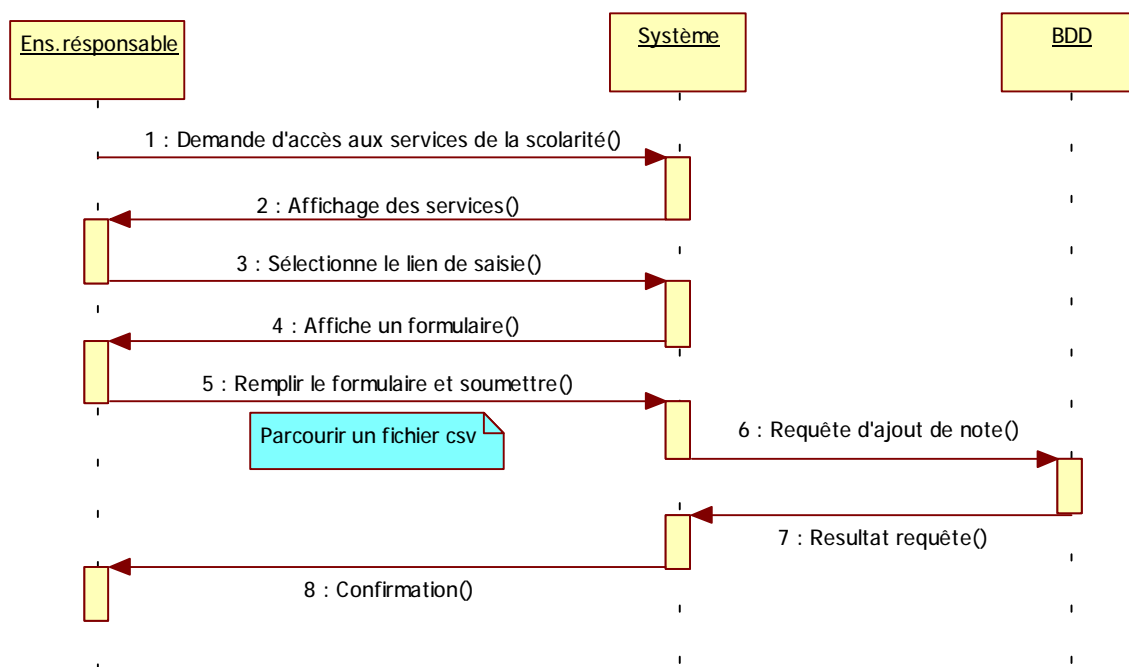 Ens.résponsable
Système
BDD
1 : Demande d'accès aux services de la scolarité()
2 : Affichage des services()
3 : Sélectionne le lien de saisie()
4 : Affiche un formulaire()
5 : Remplir le formulaire et soumettre()
Parcourir un fichier csv
6 : Requête d'ajout de note()
7 : Resultat requête()
8 : Confirmation()